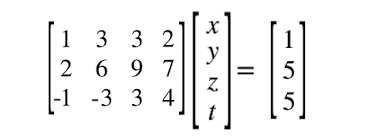 [1 3 3 2] [x] [1]
[2 6 9 7] [y] = [5]
[-1 -3 3 4] [z] [5]
[t]